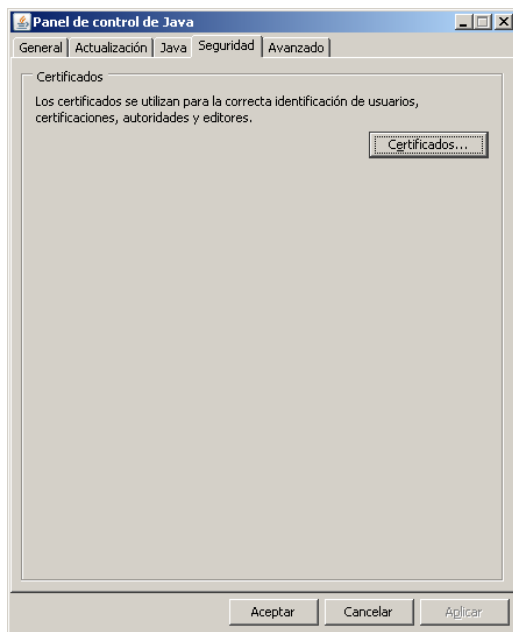 Panel de control de Java
General Actualización Java Seguridad Avanzado
Certificados
Los certificados se utilizan para la correcta identificación de usuarios,
certificaciones, autoridades y editores.
Certificados...
Aceptar Cancelar Aplicar